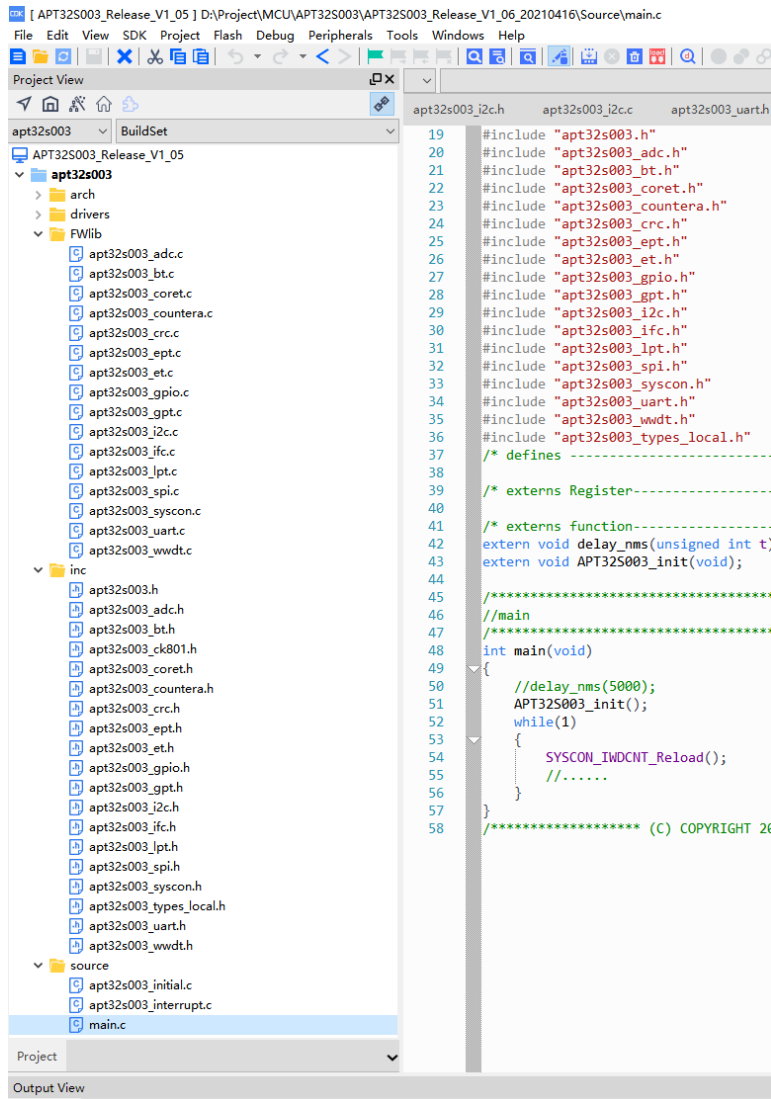 CDK [ APT32S003_Release_V1_05 ] D:\Project\MCU\APT32S003\APT32S003_Release_V1_06_20210416\Source\main.c
File Edit View SDK Project Flash Debug Peripherals Tools Windows Help
Project View
apt32s003 BuildSet
APT32S003_Release_V1_05
apt32s003
arch
drivers
FWlib
apt32s003_adc.c
apt32s003_bt.c
apt32s003_coret.c
apt32s003_countera.c
apt32s003_crc.c
apt32s003_ept.c
apt32s003_et.c
apt32s003_gpio.c
apt32s003_gpt.c
apt32s003_i2c.c
apt32s003_ifc.c
apt32s003_lpt.c
apt32s003_spi.c
apt32s003_syscon.c
apt32s003_uart.c
apt32s003_wwdt.c
inc
apt32s003.h
apt32s003_adc.h
apt32s003_bt.h
apt32s003_ck801.h
apt32s003_coret.h
apt32s003_countera.h
apt32s003_crc.h
apt32s003_ept.h
apt32s003_et.h
apt32s003_gpio.h
apt32s003_gpt.h
apt32s003_i2c.h
apt32s003_ifc.h
apt32s003_lpt.h
apt32s003_spi.h
apt32s003_syscon.h
apt32s003_types_local.h
apt32s003_uart.h
apt32s003_wwdt.h
source
apt32s003_initial.c
apt32s003_interrupt.c
main.c
Project
Output View
apt32s003_i2c.h apt32s003_i2c.c apt32s003_uart.h
19 #include "apt32s003.h"
20 #include "apt32s003_adc.h"
21 #include "apt32s003_bt.h"
22 #include "apt32s003_coret.h"
23 #include "apt32s003_countera.h"
24 #include "apt32s003_crc.h"
25 #include "apt32s003_ept.h"
26 #include "apt32s003_et.h"
27 #include "apt32s003_gpio.h"
28 #include "apt32s003_gpt.h"
29 #include "apt32s003_i2c.h"
30 #include "apt32s003_ifc.h"
31 #include "apt32s003_lpt.h"
32 #include "apt32s003_spi.h"
33 #include "apt32s003_syscon.h"
34 #include "apt32s003_uart.h"
35 #include "apt32s003_wwdt.h"
36 #include "apt32s003_types_local.h"
37 /* defines --------------------------
38
39 /* externs Register------------------
40
41 /* externs function------------------
42 extern void delay_nms(unsigned int t)
43 extern void APT32S003_init(void);
44
45 /************************************
46 //main
47 /************************************
48 int main(void)
49 {
50 //delay_nms(5000);
51 APT32S003_init();
52 while(1)
53 {
54 SYSCON_IWDCNT_Reload();
55 //......
56 }
57 }
58 /******************* (C) COPYRIGHT 20